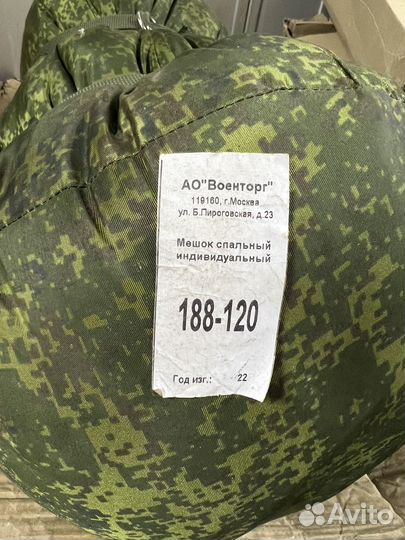 АО"Военторг"
119160, г.Москва
ул. Б.Пироговская, д.23
Мешок спальный
индивидуальный
188-120
Год изг.: 22
Avito